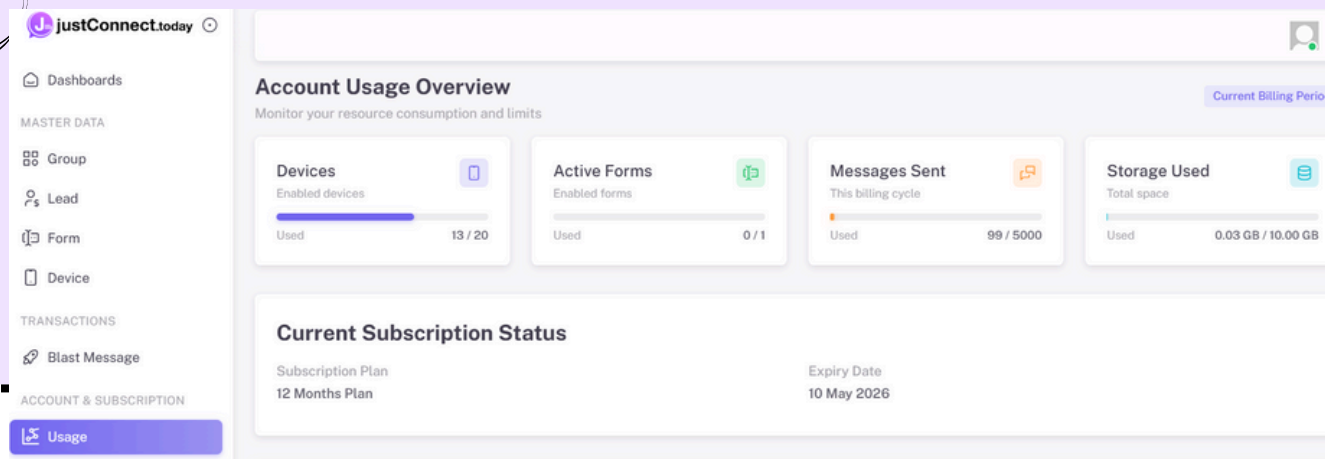 justConnect.today
Dashboards
MASTER DATA
Group
Lead
Form
Device
TRANSACTIONS
Blast Message
ACCOUNT & SUBSCRIPTION
Usage
Account Usage Overview
Monitor your resource consumption and limits
Current Billing Perio
Devices
Enabled devices
Used 13 / 20
Active Forms
Enabled forms
Used 0 / 1
Messages Sent
This billing cycle
Used 99 / 5000
Storage Used
Total space
Used 0.03 GB / 10.00 GB
Current Subscription Status
Subscription Plan
12 Months Plan
Expiry Date
10 May 2026